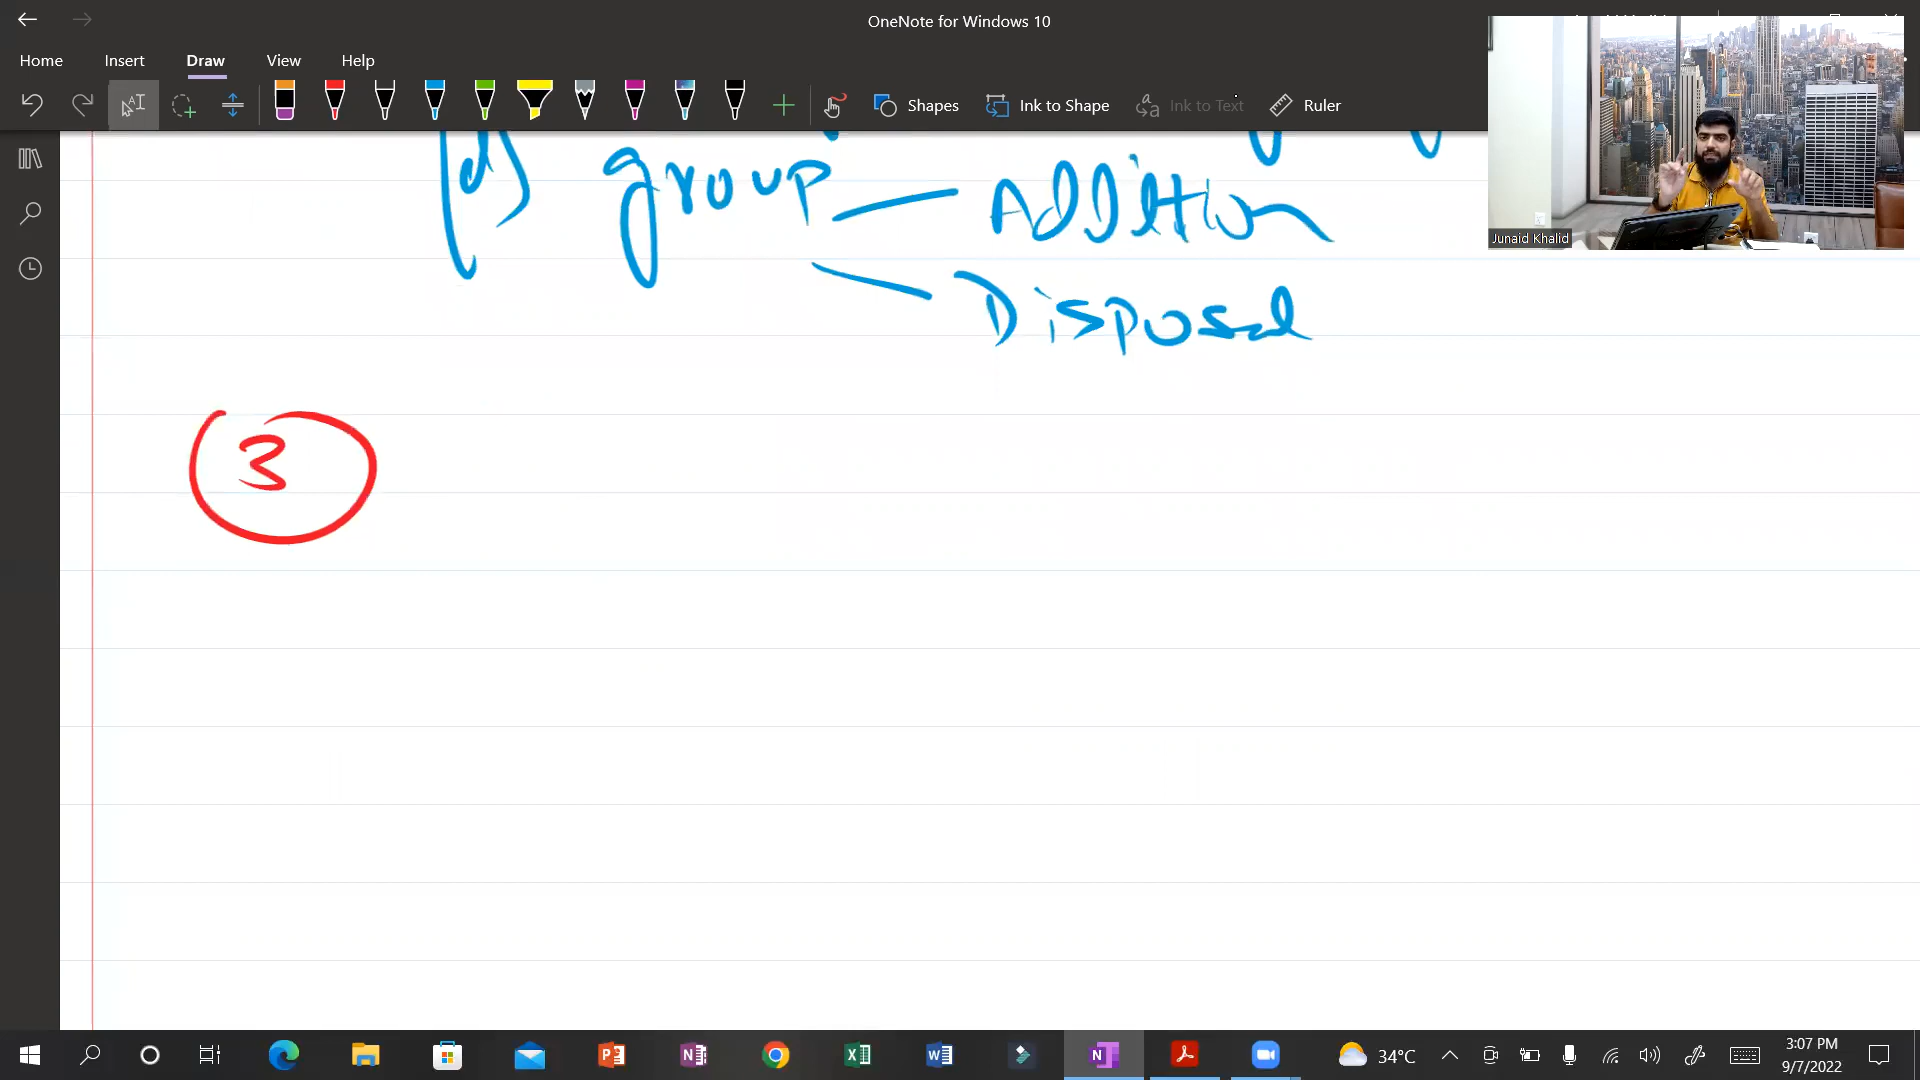 OneNote for Windows 10
Home Insert Draw View Help
Shapes Ink to Shape Ink to Text Ruler
Junaid Khalid
(d) group — Addition
Disposal
3
34°C
3:07 PM
9/7/2022